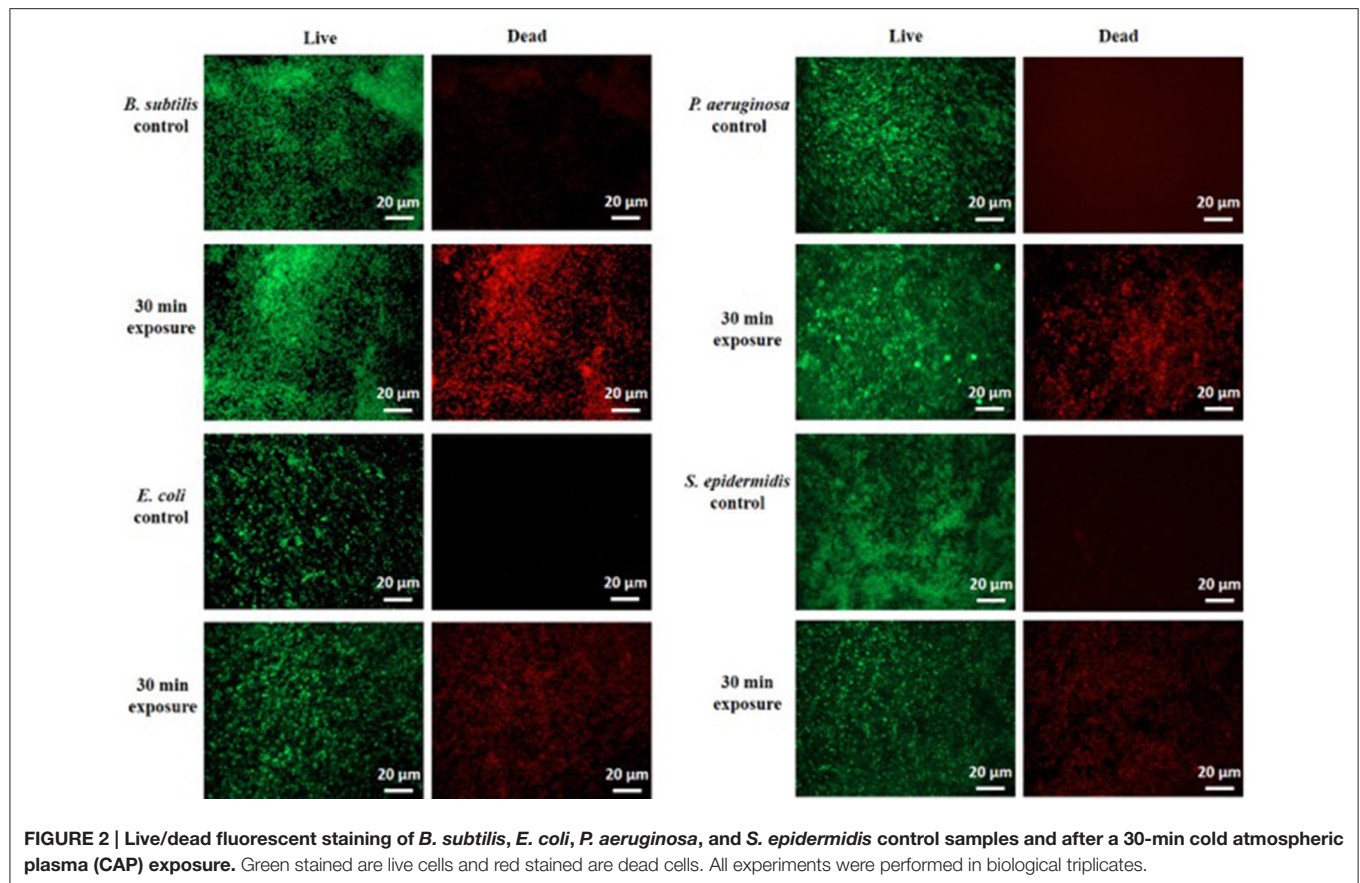 Live Dead Live Dead
B. subtilis
control
20 µm 20 µm
P. aeruginosa
control
20 µm 20 µm
30 min
exposure
20 µm 20 µm
30 min
exposure
20 µm 20 µm
E. coli
control
20 µm 20 µm
S. epidermidis
control
20 µm 20 µm
30 min
exposure
20 µm 20 µm
30 min
exposure
20 µm 20 µm
FIGURE 2 | Live/dead fluorescent staining of B. subtilis, E. coli, P. aeruginosa, and S. epidermidis control samples and after a 30-min cold atmospheric
plasma (CAP) exposure. Green stained are live cells and red stained are dead cells. All experiments were performed in biological triplicates.